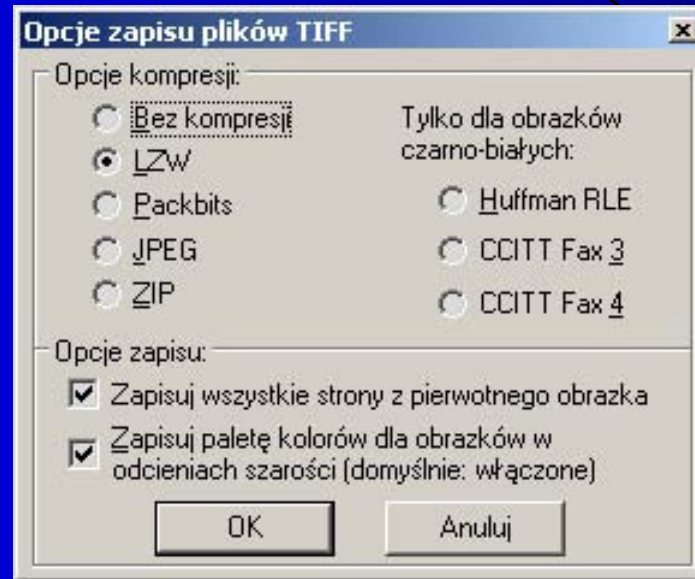 Opcje zapisu plików TIFF
Opcje kompresji:
Bez kompresji
LZW
Packbits
JPEG
ZIP
Tylko dla obrazków
czarno-białych:
Huffman RLE
CCITT Fax 3
CCITT Fax 4
Opcje zapisu:
Zapisuj wszystkie strony z pierwotnego obrazka
Zapisuj paletę kolorów dla obrazków w
odcieniach szarości (domyślnie: włączone)
OK
Anuluj